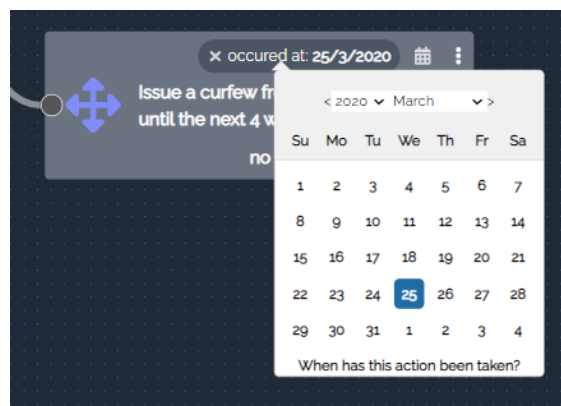 × occured at: 25/3/2020
Issue a curfew fr
until the next 4 w
no
< 2020 March >
Su Mo Tu We Th Fr Sa
1 2 3 4 5 6 7
8 9 10 11 12 13 14
15 16 17 18 19 20 21
22 23 24 25 26 27 28
29 30 31 1 2 3 4
When has this action been taken?